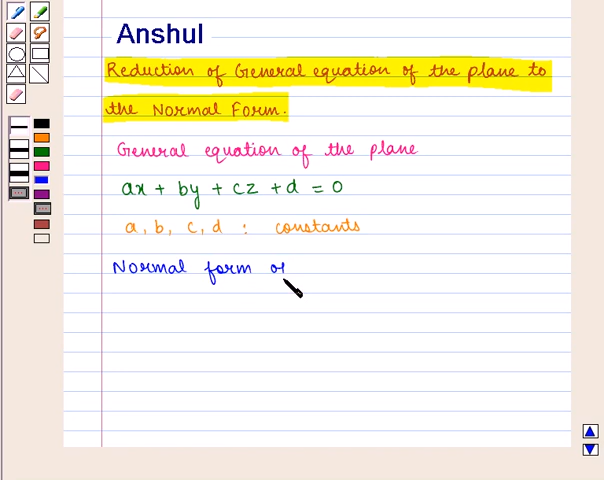 Anshul
Reduction of General equation of the plane to
the Normal Form.
General equation of the plane
ax + by + cz + d = 0
a, b, c, d : constants
Normal form of